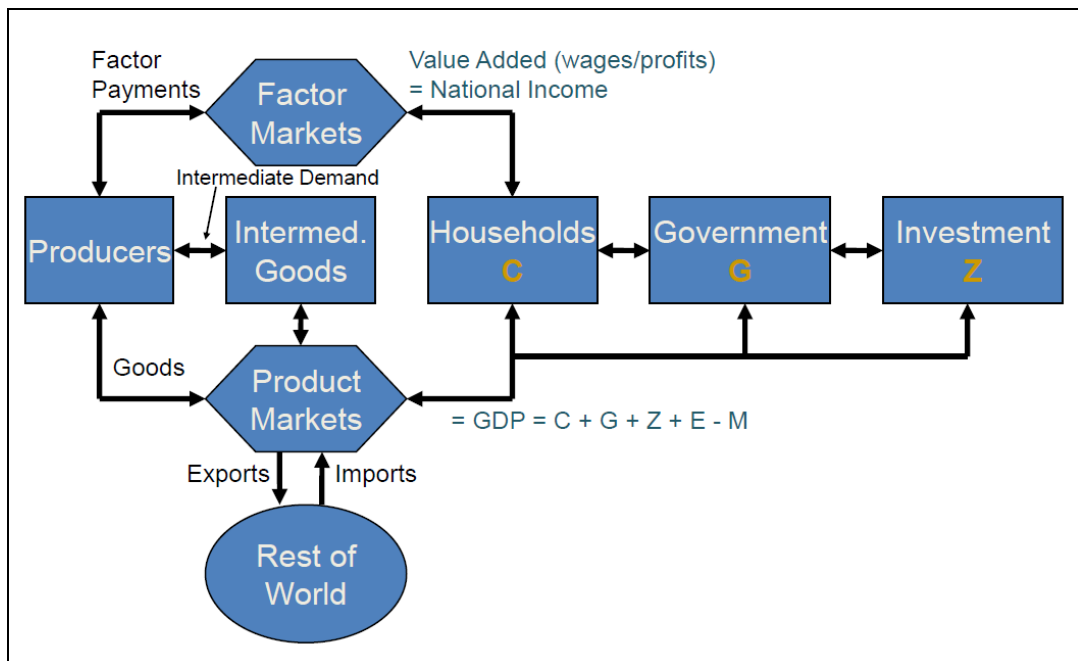 Factor
Payments
Factor
Markets
Value Added (wages/profits)
= National Income
Intermediate Demand
Producers
Intermed.
Goods
Households
C
Government
G
Investment
Z
Goods
Product
Markets
= GDP = C + G + Z + E - M
Exports
Imports
Rest of
World